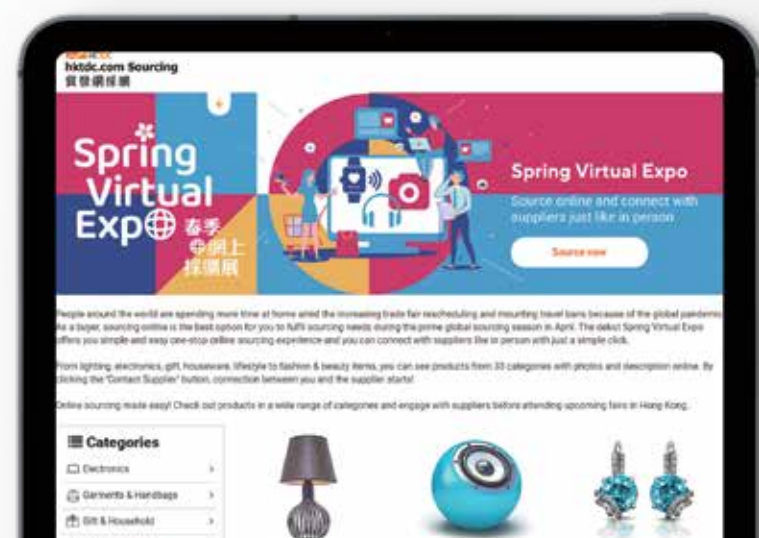 hktdc.com Sourcing
貿發網採購
Spring
Virtual
Expo
春季
網上
採購展
Spring Virtual Expo
Source online and connect with
suppliers just like in person
Source now
People around the world are spending more time at home amid the increasing trade fair rescheduling and mounting travel bans because of the global pandemic.
As a buyer, sourcing online is the best option for you to fulfil sourcing needs during the prime global sourcing season in April. The debut Spring Virtual Expo
offers you simple and easy one-stop online sourcing experience and you can connect with suppliers like in person with just a simple click.
From lighting, electronics, gift, houseware, lifestyle to fashion & beauty items, you can see products from 33 categories with photos and description online. By
clicking the "Contact Supplier" button, connection between you and the supplier starts!
Online sourcing made easy! Check out products in a wide range of categories and engage with suppliers before attending upcoming fairs in Hong Kong.
Categories
Electronics
Garments & Handbags
Gift & Household